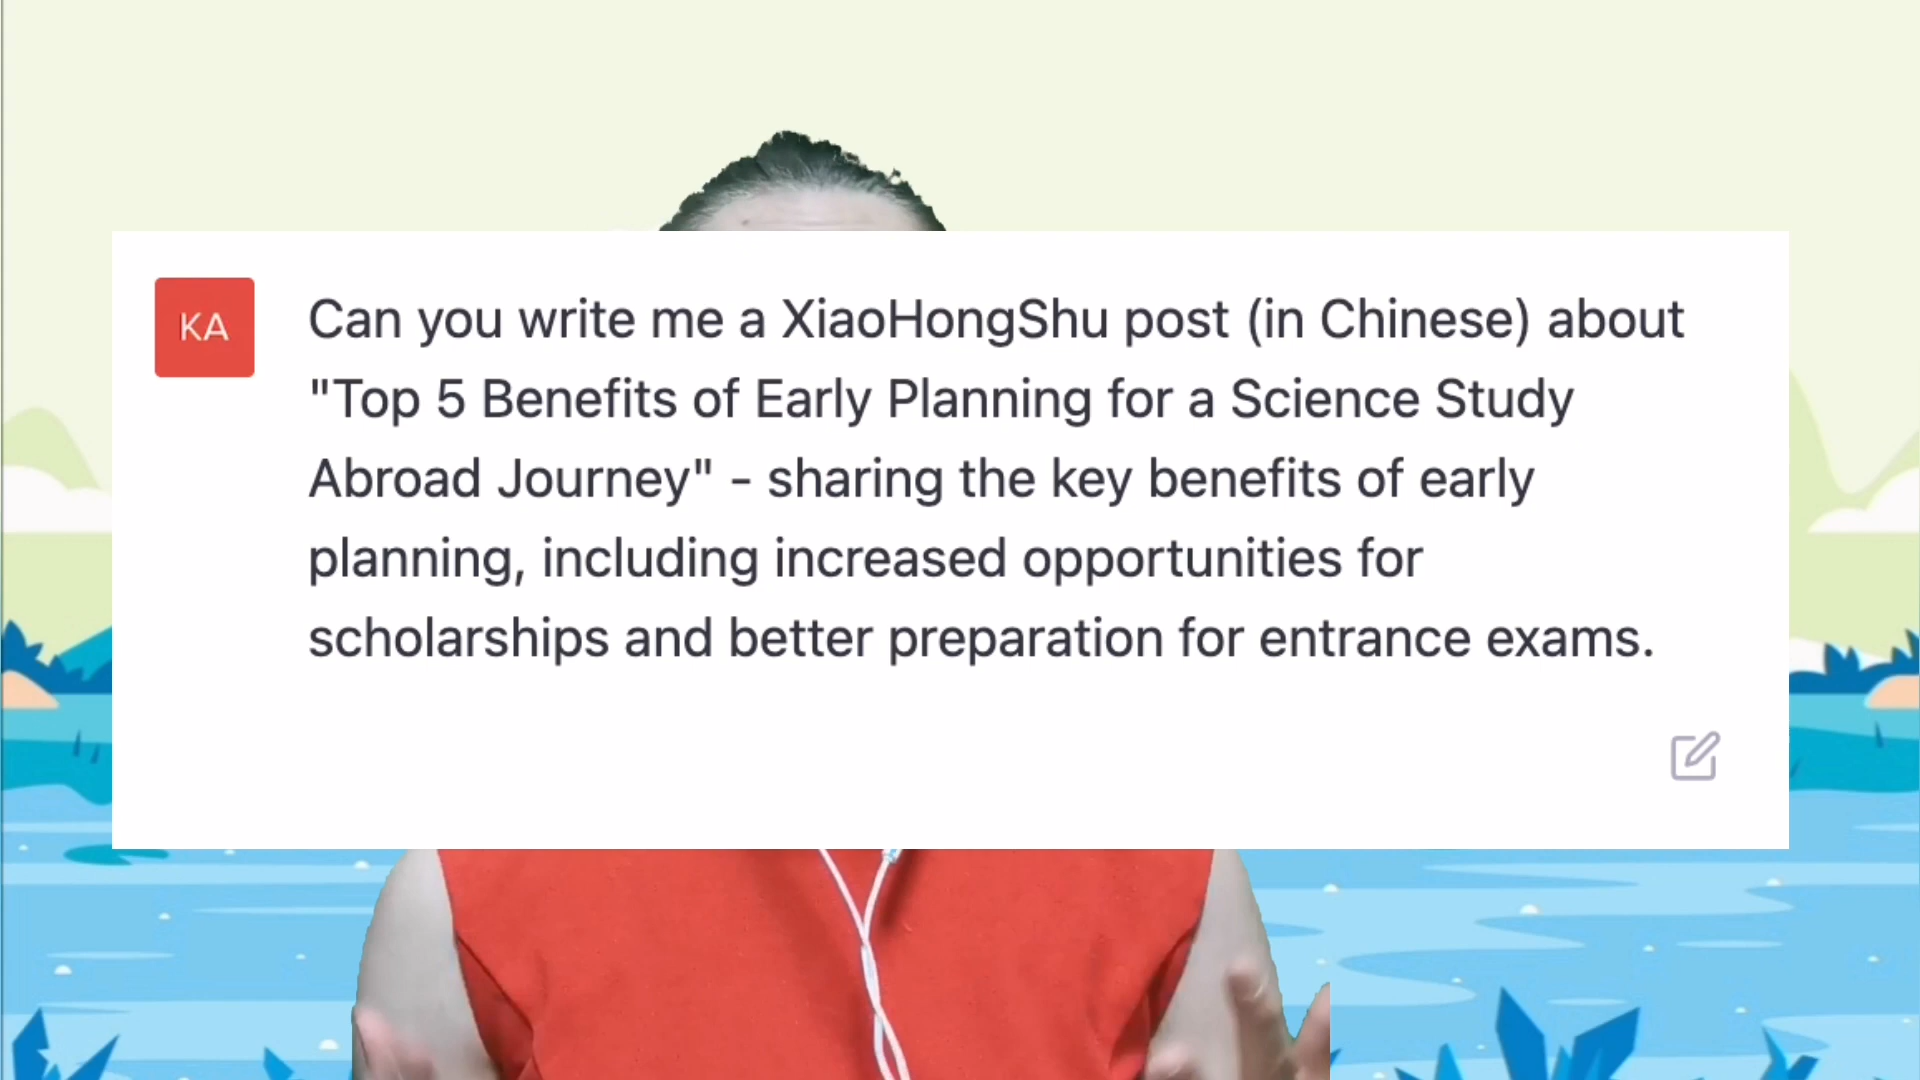 KA
Can you write me a XiaoHongShu post (in Chinese) about
"Top 5 Benefits of Early Planning for a Science Study
Abroad Journey" - sharing the key benefits of early
planning, including increased opportunities for
scholarships and better preparation for entrance exams.